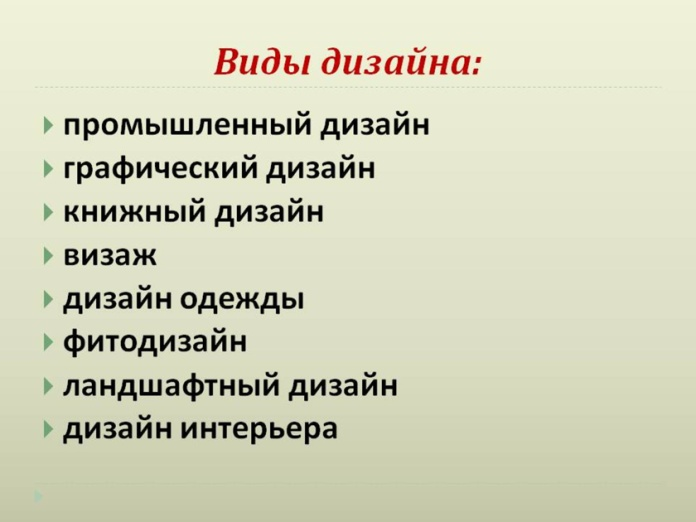 Виды дизайна:
промышленный дизайн
графический дизайн
книжный дизайн
визаж
дизайн одежды
фитодизайн
ландшафтный дизайн
дизайн интерьера